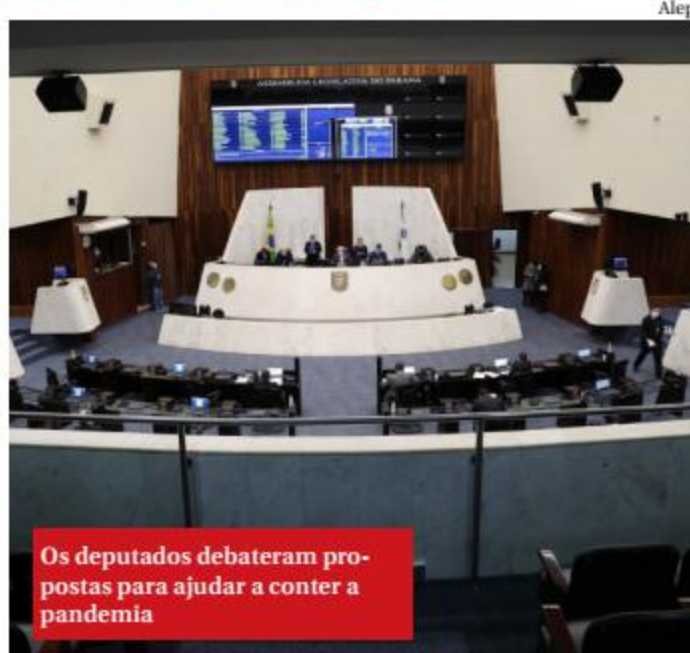 Alep
ASSEMBLEIA LEGISLATIVA DO PARANÁ
Os deputados debateram pro-
postas para ajudar a conter a
pandemia